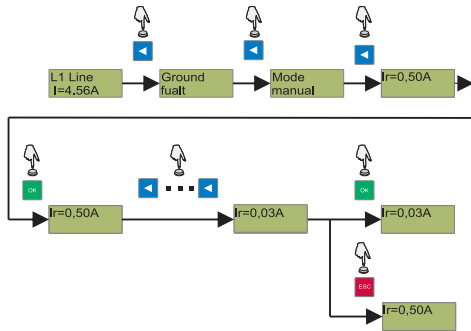 L1 Line
I=4.56A
Ground
fualt
Mode
manual
Ir=0,50A
OK
Ir=0,50A
Ir=0,03A
OK
Ir=0,03A
ESC
Ir=0,50A